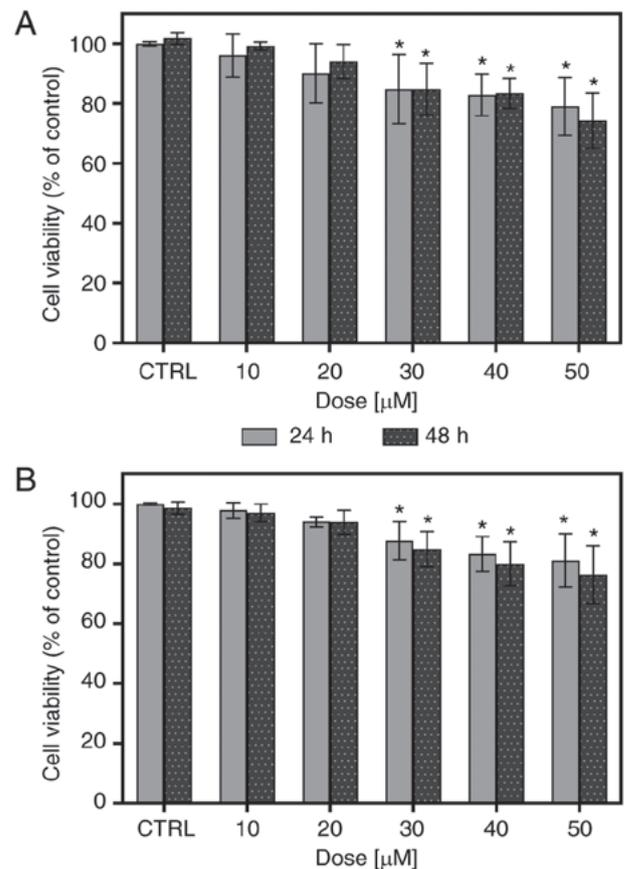 A
Cell viability (% of control)
100
80
60
40
20
0
* * * * * *
CTRL 10 20 30 40 50
Dose [μM]
24 h 48 h
B
Cell viability (% of control)
100
80
60
40
20
0
* * * * * *
CTRL 10 20 30 40 50
Dose [μM]